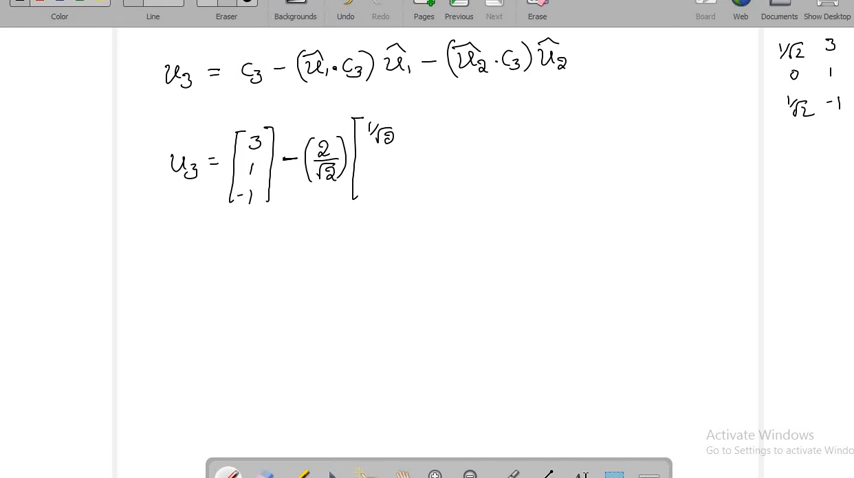 Color Line Eraser Backgrounds Undo Redo Pages Previous Next Erase Board Web Documents Show Desktop
u₃ = c₃ − (û₁ · c₃) û₁ − (û₂ · c₃) û₂
1/√2 3
0 1
1/√2 -1
u₃ = [3 1 -1] − (2/√2) [1/√2
Activate Windows
Go to Settings to activate Windo